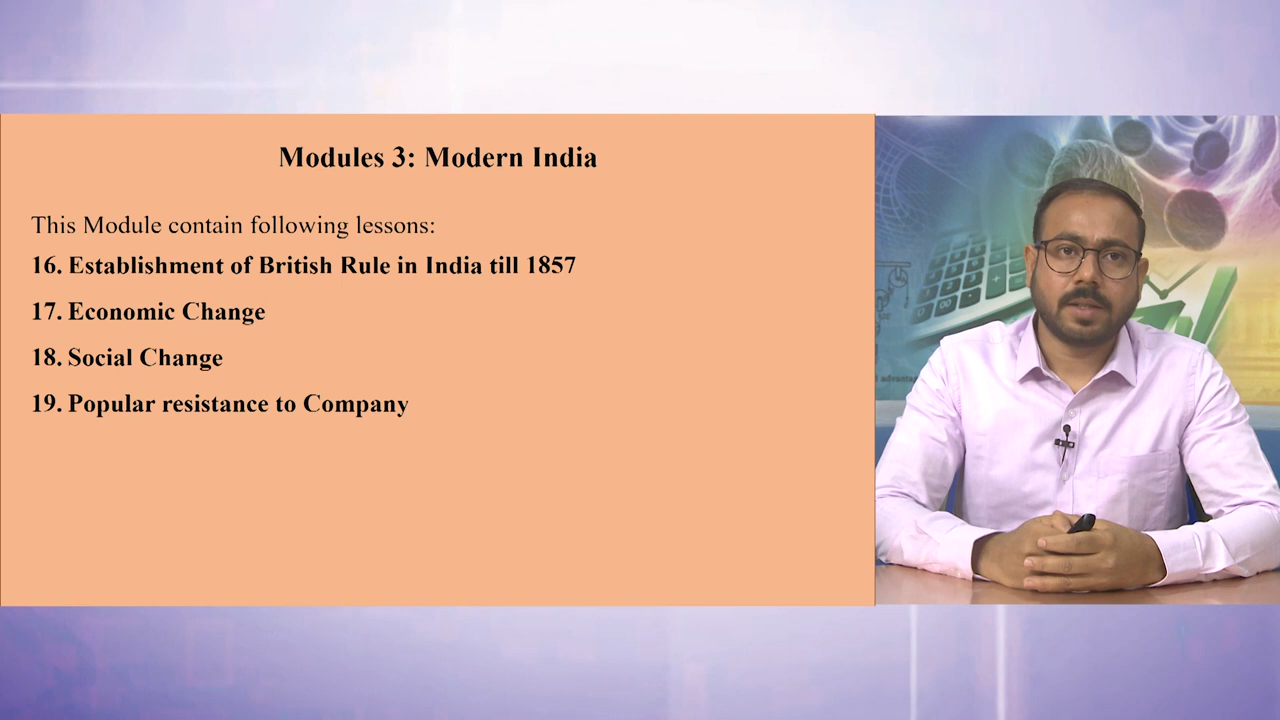 Modules 3: Modern India
This Module contain following lessons:
16. Establishment of British Rule in India till 1857
17. Economic Change
18. Social Change
19. Popular resistance to Company